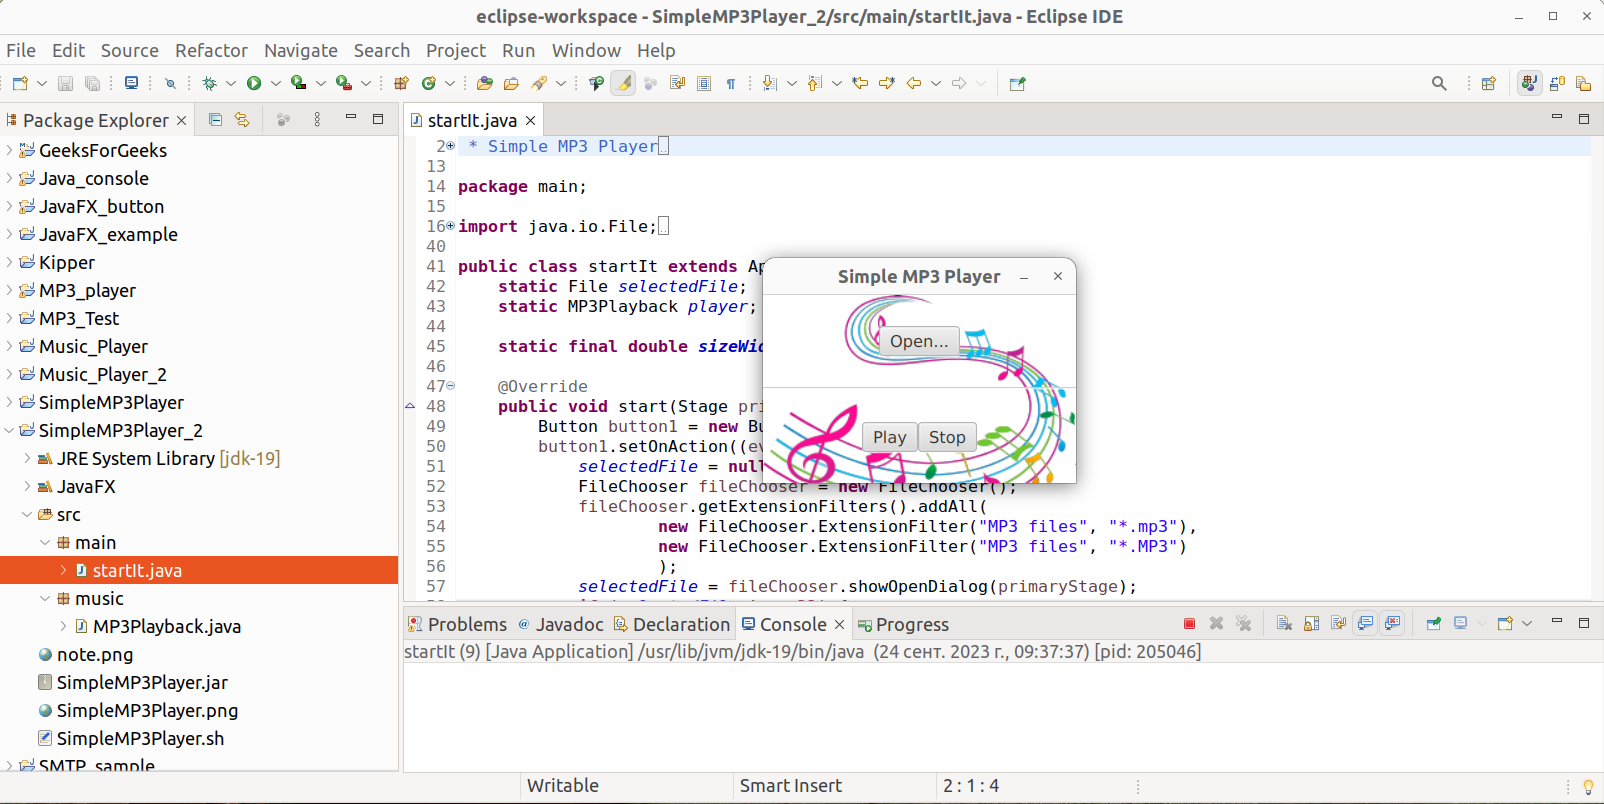 eclipse-workspace - SimpleMP3Player_2/src/main/startIt.java - Eclipse IDE
File Edit Source Refactor Navigate Search Project Run Window Help
Package Explorer
GeeksForGeeks
Java_console
JavaFX_button
JavaFX_example
Kipper
MP3_player
MP3_Test
Music_Player
Music_Player_2
SimpleMP3Player
SimpleMP3Player_2
JRE System Library [jdk-19]
JavaFX
src
main
startIt.java
music
MP3Playback.java
note.png
SimpleMP3Player.jar
SimpleMP3Player.png
SimpleMP3Player.sh
SMTP_sample
startIt.java
2 * Simple MP3 Player
13
14 package main;
15
16 import java.io.File;
40
41 public class startIt extends Ap
42 static File selectedFile;
43 static MP3Playback player;
44
45 static final double sizeWid
46
47 @Override
48 public void start(Stage pri
49 Button button1 = new Bu
50 button1.setOnAction((ev
51 selectedFile = null
52 FileChooser fileChooser = new FileChooser();
53 fileChooser.getExtensionFilters().addAll(
54 new FileChooser.ExtensionFilter("MP3 files", "*.mp3"),
55 new FileChooser.ExtensionFilter("MP3 files", "*.MP3")
56 );
57 selectedFile = fileChooser.showOpenDialog(primaryStage);
Simple MP3 Player
Open...
Play Stop
Problems @ Javadoc Declaration Console Progress
startIt (9) [Java Application] /usr/lib/jvm/jdk-19/bin/java (24 сент. 2023 г., 09:37:37) [pid: 205046]
Writable Smart Insert 2 : 1 : 4